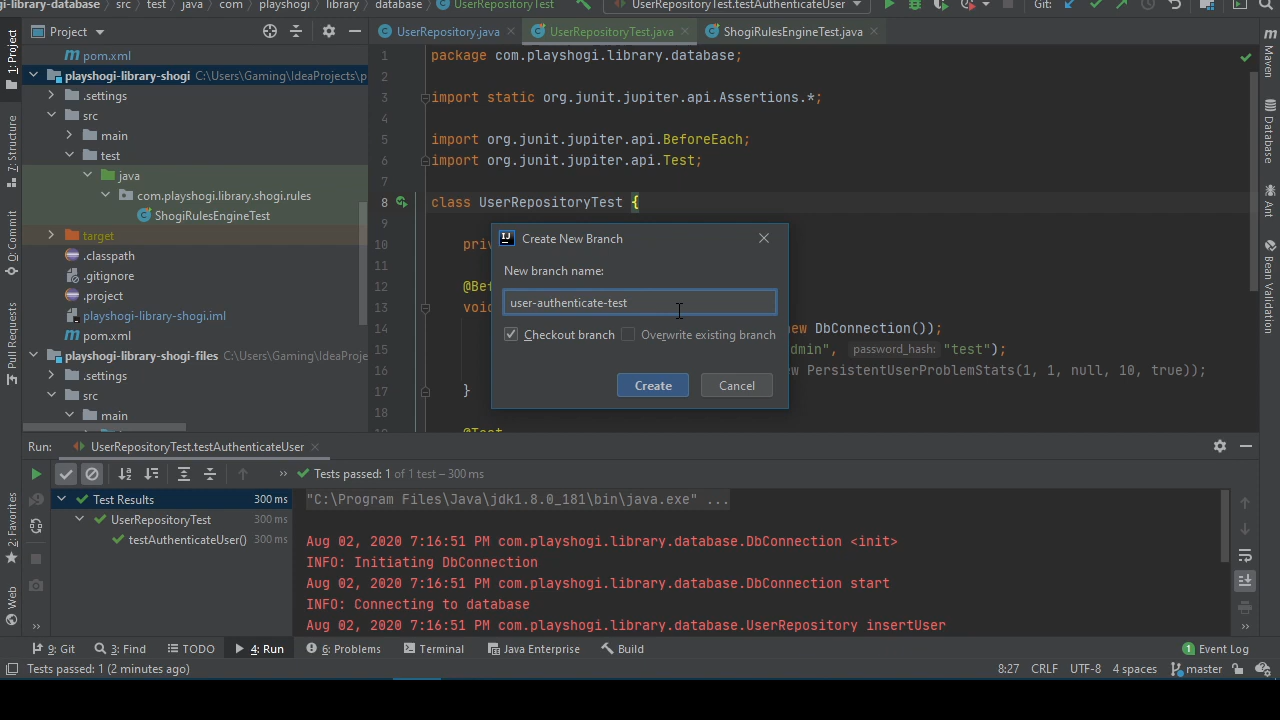 gi-library-database
src
test
java
com
playshogi
library
database
UserRepositoryTest
UserRepositoryTest.testAuthenticateUser
Git:
Project
UserRepository.java
UserRepositoryTest.java
ShogiRulesEngineTest.java
1: Project
7: Structure
Commit
Pull Requests
2: Favorites
Web
pom.xml
playshogi-library-shogi C:\Users\Gaming\IdeaProjects\p
.settings
src
main
test
java
com.playshogi.library.shogi.rules
ShogiRulesEngineTest
target
.classpath
.gitignore
.project
playshogi-library-shogi.iml
pom.xml
playshogi-library-shogi-files C:\Users\Gaming\IdeaProje
.settings
src
main
1 package com.playshogi.library.database;
2
3 import static org.junit.jupiter.api.Assertions.*;
4
5 import org.junit.jupiter.api.BeforeEach;
6 import org.junit.jupiter.api.Test;
7
8 class UserRepositoryTest {
9
10 priv
11
12 @Bef
13 void
14 ew DbConnection());
15 dmin", password_hash: "test");
16 w PersistentUserProblemStats(1, 1, null, 10, true));
17 }
18
@Test
Create New Branch
New branch name:
user-authenticate-test
Checkout branch
Overwrite existing branch
Create
Cancel
Maven
Database
Ant
Bean Validation
Run:
UserRepositoryTest.testAuthenticateUser
Tests passed: 1 of 1 test – 300 ms
Test Results 300 ms
UserRepositoryTest 300 ms
testAuthenticateUser() 300 ms
"C:\Program Files\Java\jdk1.8.0_181\bin\java.exe" ...
Aug 02, 2020 7:16:51 PM com.playshogi.library.database.DbConnection <init>
INFO: Initiating DbConnection
Aug 02, 2020 7:16:51 PM com.playshogi.library.database.DbConnection start
INFO: Connecting to database
Aug 02, 2020 7:16:51 PM com.playshogi.library.database.UserRepository insertUser
9: Git
3: Find
TODO
4: Run
6: Problems
Terminal
Java Enterprise
Build
1 Event Log
Tests passed: 1 (2 minutes ago)
8:27
CRLF
UTF-8
4 spaces
master